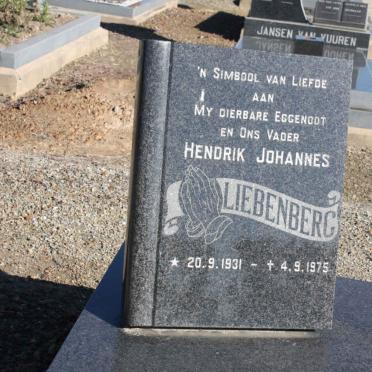 JANSEN VAN VUUREN
'N SIMBOOL VAN LIEFDE
AAN
MY DIERBARE EGGENOOT
EN ONS VADER
HENDRIK JOHANNES
LIEBENBERG
★ 20.9.1931 - ✝ 4.9.1975